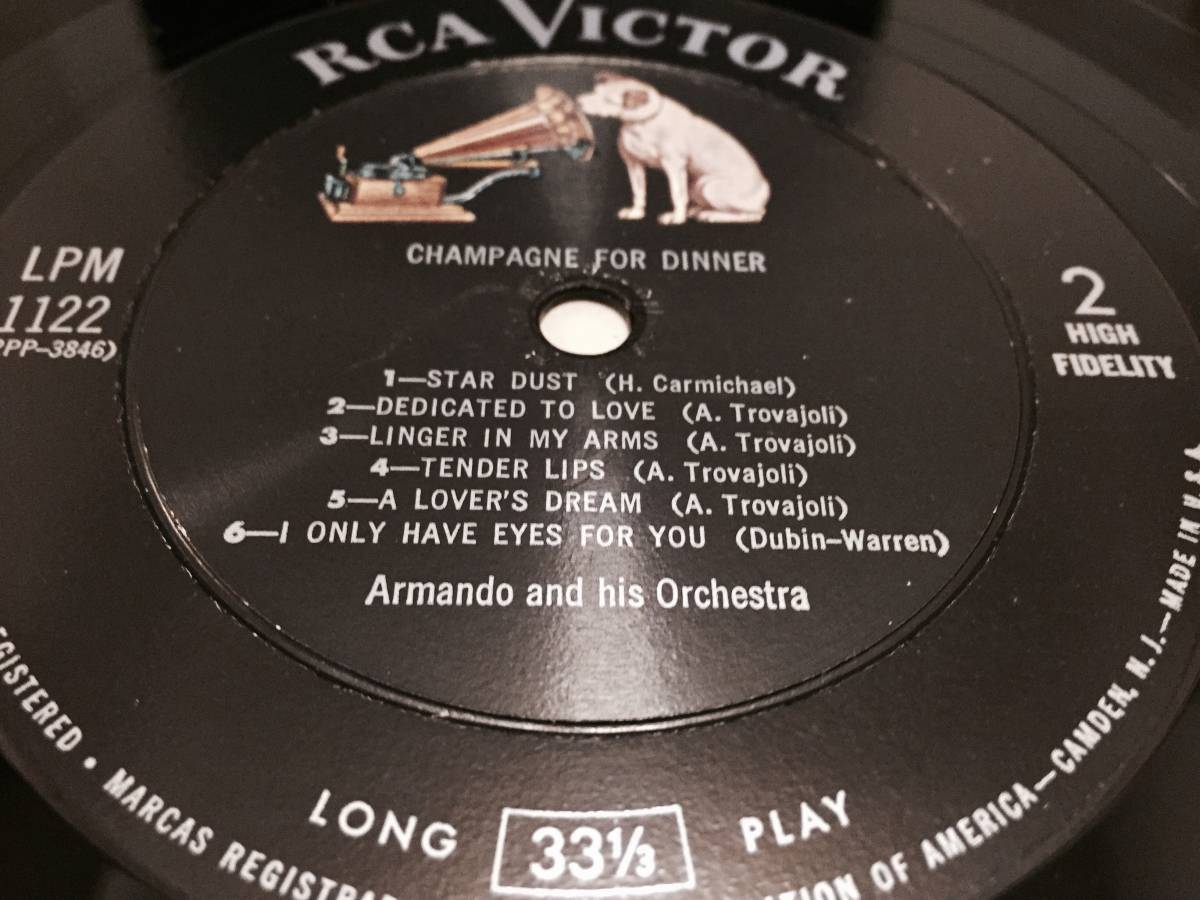 RCA VICTOR
CHAMPAGNE FOR DINNER
LPM
1122
PP-3846)
2
HIGH
FIDELITY
1—STAR DUST (H. Carmichael)
2—DEDICATED TO LOVE (A. Trovajoli)
3—LINGER IN MY ARMS (A. Trovajoli)
4—TENDER LIPS (A. Trovajoli)
5—A LOVER'S DREAM (A. Trovajoli)
6—I ONLY HAVE EYES FOR YOU (Dubin-Warren)
Armando and his Orchestra
LONG 33⅓ PLAY
GISTERED • MARCAS REGISTRA
TION OF AMERICA—CAMDEN, N. J.—MADE IN U.S.A.